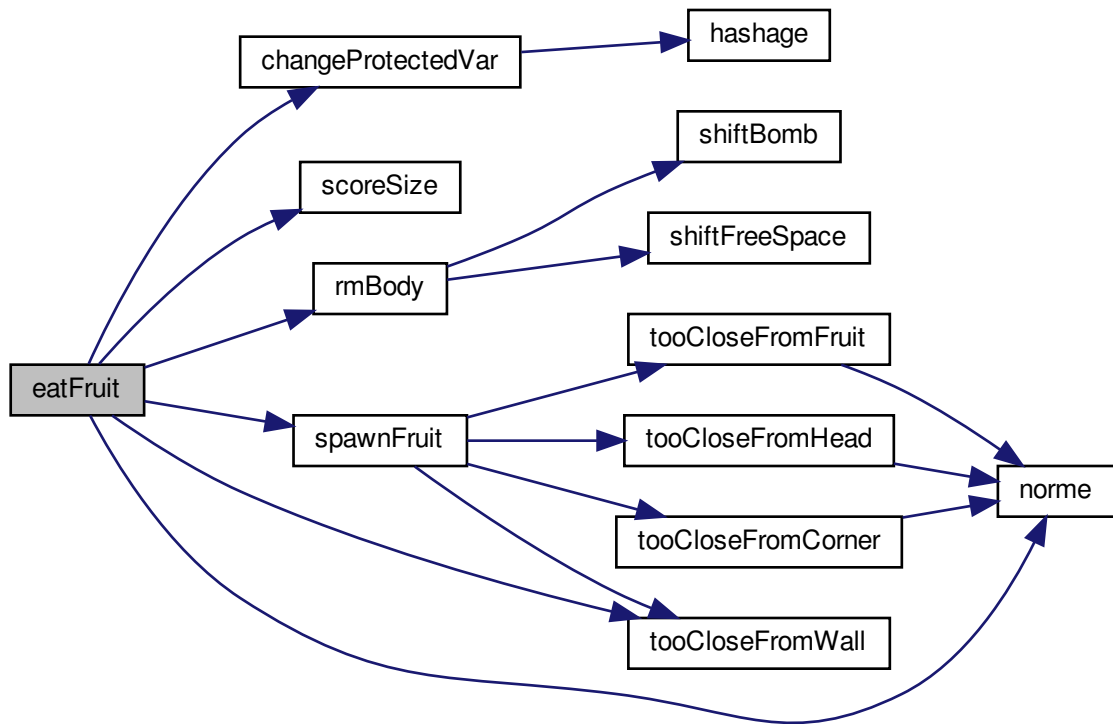 hashage
changeProtectedVar
shiftBomb
scoreSize
shiftFreeSpace
rmBody
tooCloseFromFruit
eatFruit
spawnFruit
tooCloseFromHead
norme
tooCloseFromCorner
tooCloseFromWall